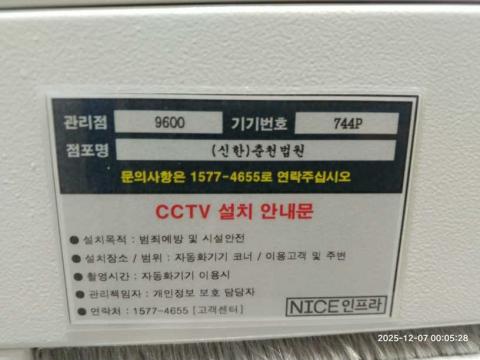 관리점 9600 기기번호 744P
점포명 (신한)춘천법원
문의사항은 1577-4655로 연락주십시오
CCTV 설치 안내문
● 설치목적 : 범죄예방 및 시설안전
● 설치장소 / 범위 : 자동화기기 코너 / 이용고객 및 주변
● 촬영시간 : 자동화기기 이용시
● 관리책임자 : 개인정보 보호 담당자
● 연락처 : 1577-4655 [고객센터]
NICE인프라
2025-12-07 00:05:28